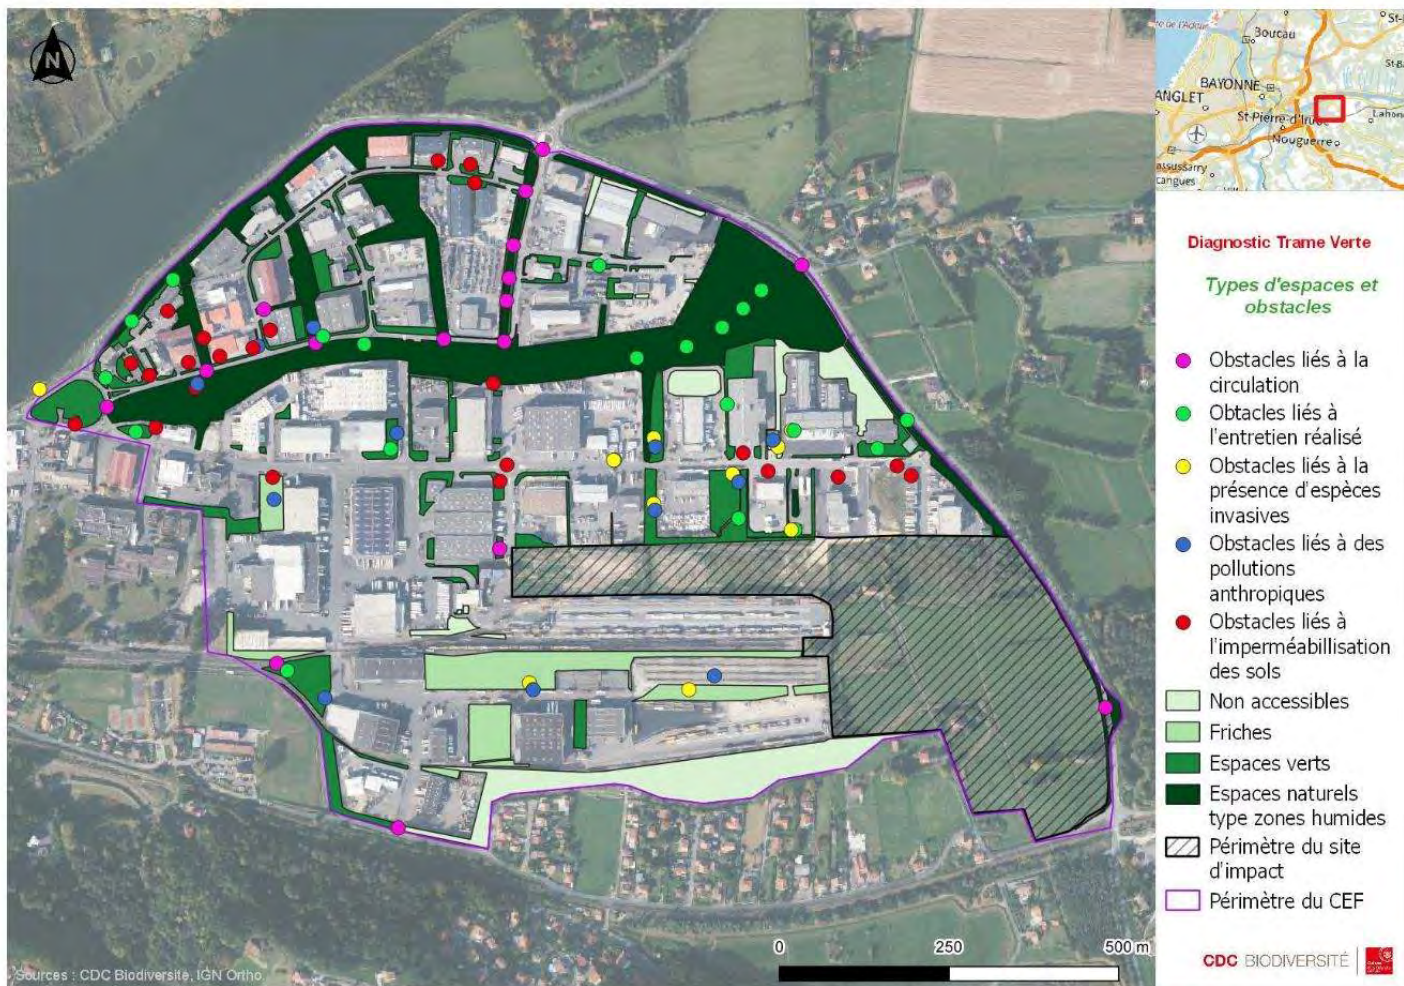 N
Boucau
BAYONNE
ANGLET
St-Pierre-d'Irube
Lahon
Mouguerre
assussarry
cangues
Diagnostic Trame Verte
Types d'espaces et
obstacles
Obstacles liés à la
circulation
Obtacles liés à
l'entretien réalisé
Obstacles liés à la
présence d'espèces
invasives
Obstacles liés à des
pollutions
anthropiques
Obstacles liés à
l'imperméabillisation
des sols
Non accessibles
Friches
Espaces verts
Espaces naturels
type zones humides
Périmètre du site
d'impact
Périmètre du CEF
0 250 500 m
Sources : CDC Biodiversité, IGN Ortho
CDC BIODIVERSITÉ